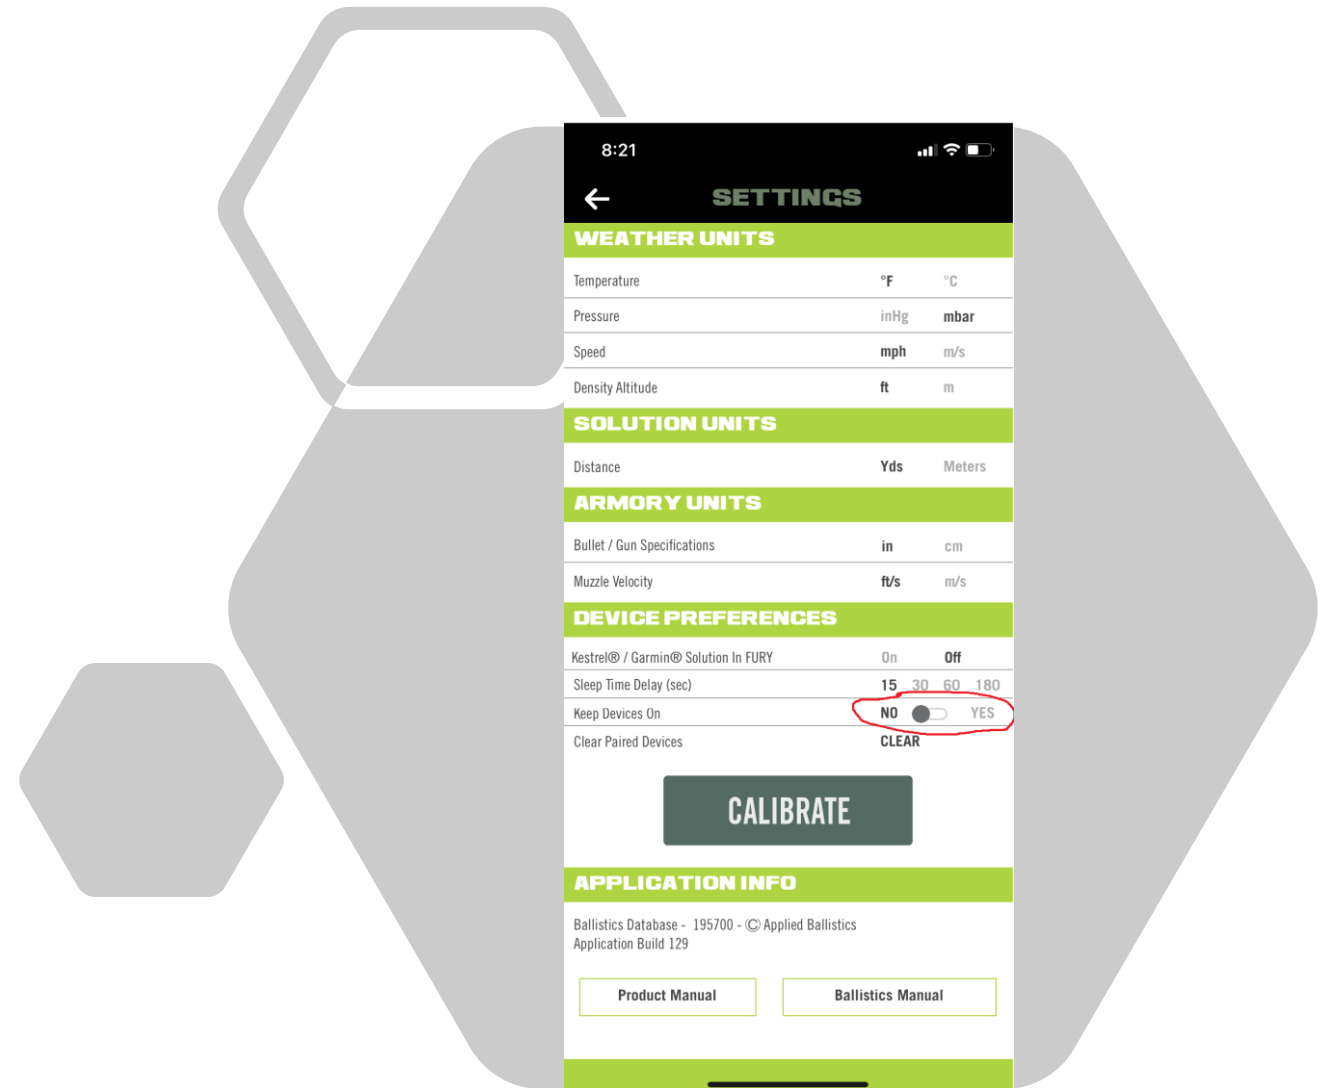 8:21
SETTINGS
WEATHER UNITS
Temperature °F °C
Pressure inHg mbar
Speed mph m/s
Density Altitude ft m
SOLUTION UNITS
Distance Yds Meters
ARMORY UNITS
Bullet / Gun Specifications in cm
Muzzle Velocity ft/s m/s
DEVICE PREFERENCES
Kestrel® / Garmin® Solution In FURY On Off
Sleep Time Delay (sec) 15 30 60 180
Keep Devices On NO YES
Clear Paired Devices CLEAR
CALIBRATE
APPLICATION INFO
Ballistics Database - 195700 - © Applied Ballistics
Application Build 129
Product Manual Ballistics Manual